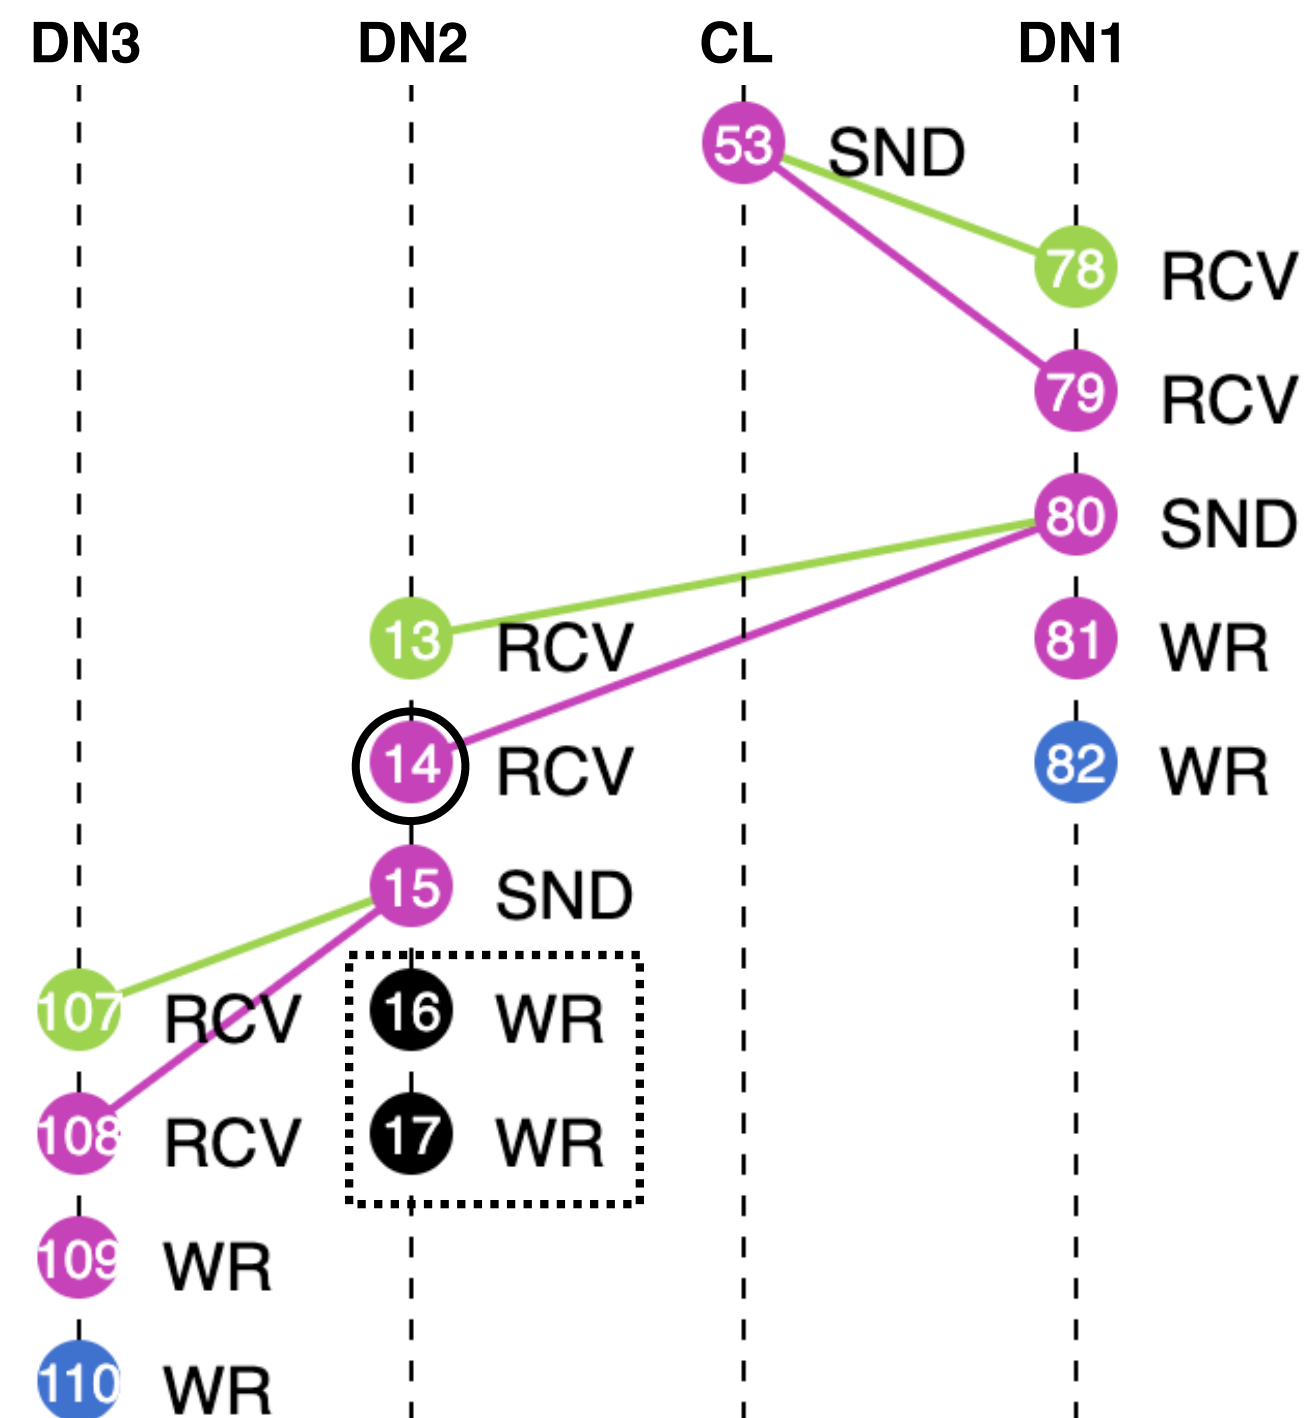 DN3 DN2 CL DN1
53 SND
78 RCV
79 RCV
80 SND
13 RCV 81 WR
14 RCV 82 WR
15 SND
107 RCV 16 WR
108 RCV 17 WR
109 WR
110 WR